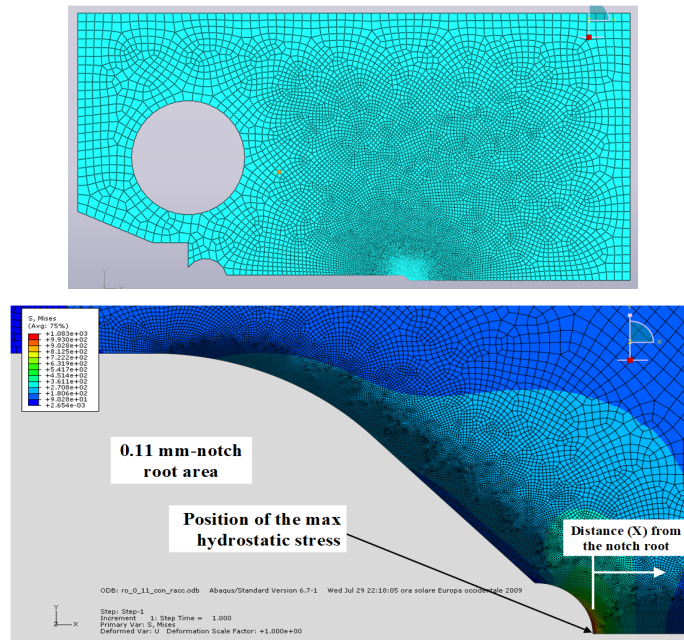 S, Mises
(Avg: 75%)
+1.083e+03
+9.930e+02
+9.028e+02
+8.125e+02
+7.222e+02
+6.319e+02
+5.417e+02
+4.514e+02
+3.611e+02
+2.708e+02
+1.806e+02
+9.028e+01
+2.654e-03
0.11 mm-notch
root area
Position of the max
hydrostatic stress
Distance (X) from
the notch root
ODB: ro_0_11_con_racc.odb Abaqus/Standard Version 6.7-1 Wed Jul 29 22:18:05 ora solare Europa occidentale 2009
Y
X
Step: Step-1
Increment 1: Step Time = 1.000
Primary Var: S, Mises
Deformed Var: U Deformation Scale Factor: +1.000e+00